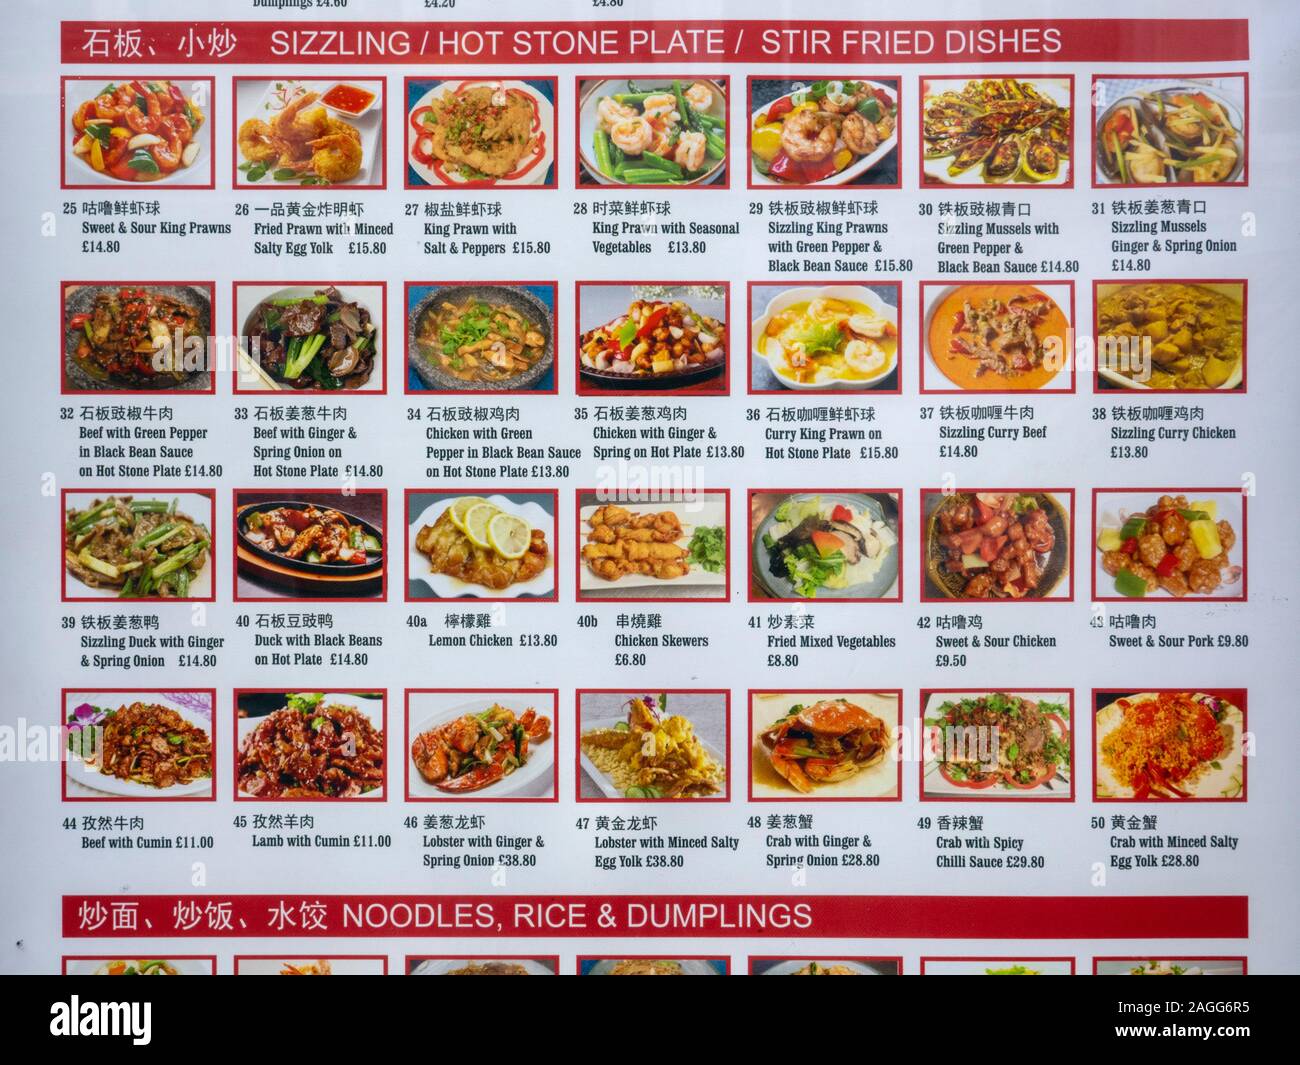 Dumplings £4.60
£4.20
£4.80
石板、小炒 SIZZLING / HOT STONE PLATE / STIR FRIED DISHES
25 咕噜鲜虾球
Sweet & Sour King Prawns
£14.80
26 一品黄金炸明虾
Fried Prawn with Minced
Salty Egg Yolk £15.80
27 椒盐鲜虾球
King Prawn with
Salt & Peppers £15.80
28 时菜鲜虾球
King Prawn with Seasonal
Vegetables £13.80
29 铁板豉椒鲜虾球
Sizzling King Prawns
with Green Pepper &
Black Bean Sauce £15.80
30 铁板豉椒青口
Sizzling Mussels with
Green Pepper &
Black Bean Sauce £14.80
31 铁板姜葱青口
Sizzling Mussels
Ginger & Spring Onion
£14.80
32 石板豉椒牛肉
Beef with Green Pepper
in Black Bean Sauce
on Hot Stone Plate £14.80
33 石板姜葱牛肉
Beef with Ginger &
Spring Onion on
Hot Stone Plate £14.80
34 石板豉椒鸡肉
Chicken with Green
Pepper in Black Bean Sauce
on Hot Stone Plate £13.80
35 石板姜葱鸡肉
Chicken with Ginger &
Spring on Hot Plate £13.80
36 石板咖喱鲜虾球
Curry King Prawn on
Hot Stone Plate £15.80
37 铁板咖喱牛肉
Sizzling Curry Beef
£14.80
38 铁板咖喱鸡肉
Sizzling Curry Chicken
£13.80
39 铁板姜葱鸭
Sizzling Duck with Ginger
& Spring Onion £14.80
40 石板豆豉鸭
Duck with Black Beans
on Hot Plate £14.80
40a 檸檬雞
Lemon Chicken £13.80
40b 串燒雞
Chicken Skewers
£6.80
41 炒素菜
Fried Mixed Vegetables
£8.80
42 咕噜鸡
Sweet & Sour Chicken
£9.50
43 咕噜肉
Sweet & Sour Pork £9.80
44 孜然牛肉
Beef with Cumin £11.00
45 孜然羊肉
Lamb with Cumin £11.00
46 姜葱龙虾
Lobster with Ginger &
Spring Onion £38.80
47 黄金龙虾
Lobster with Minced Salty
Egg Yolk £38.80
48 姜葱蟹
Crab with Ginger &
Spring Onion £28.80
49 香辣蟹
Crab with Spicy
Chilli Sauce £29.80
50 黄金蟹
Crab with Minced Salty
Egg Yolk £28.80
炒面、炒饭、水饺 NOODLES, RICE & DUMPLINGS
alamy
Image ID: 2AGG6R5
www.alamy.com